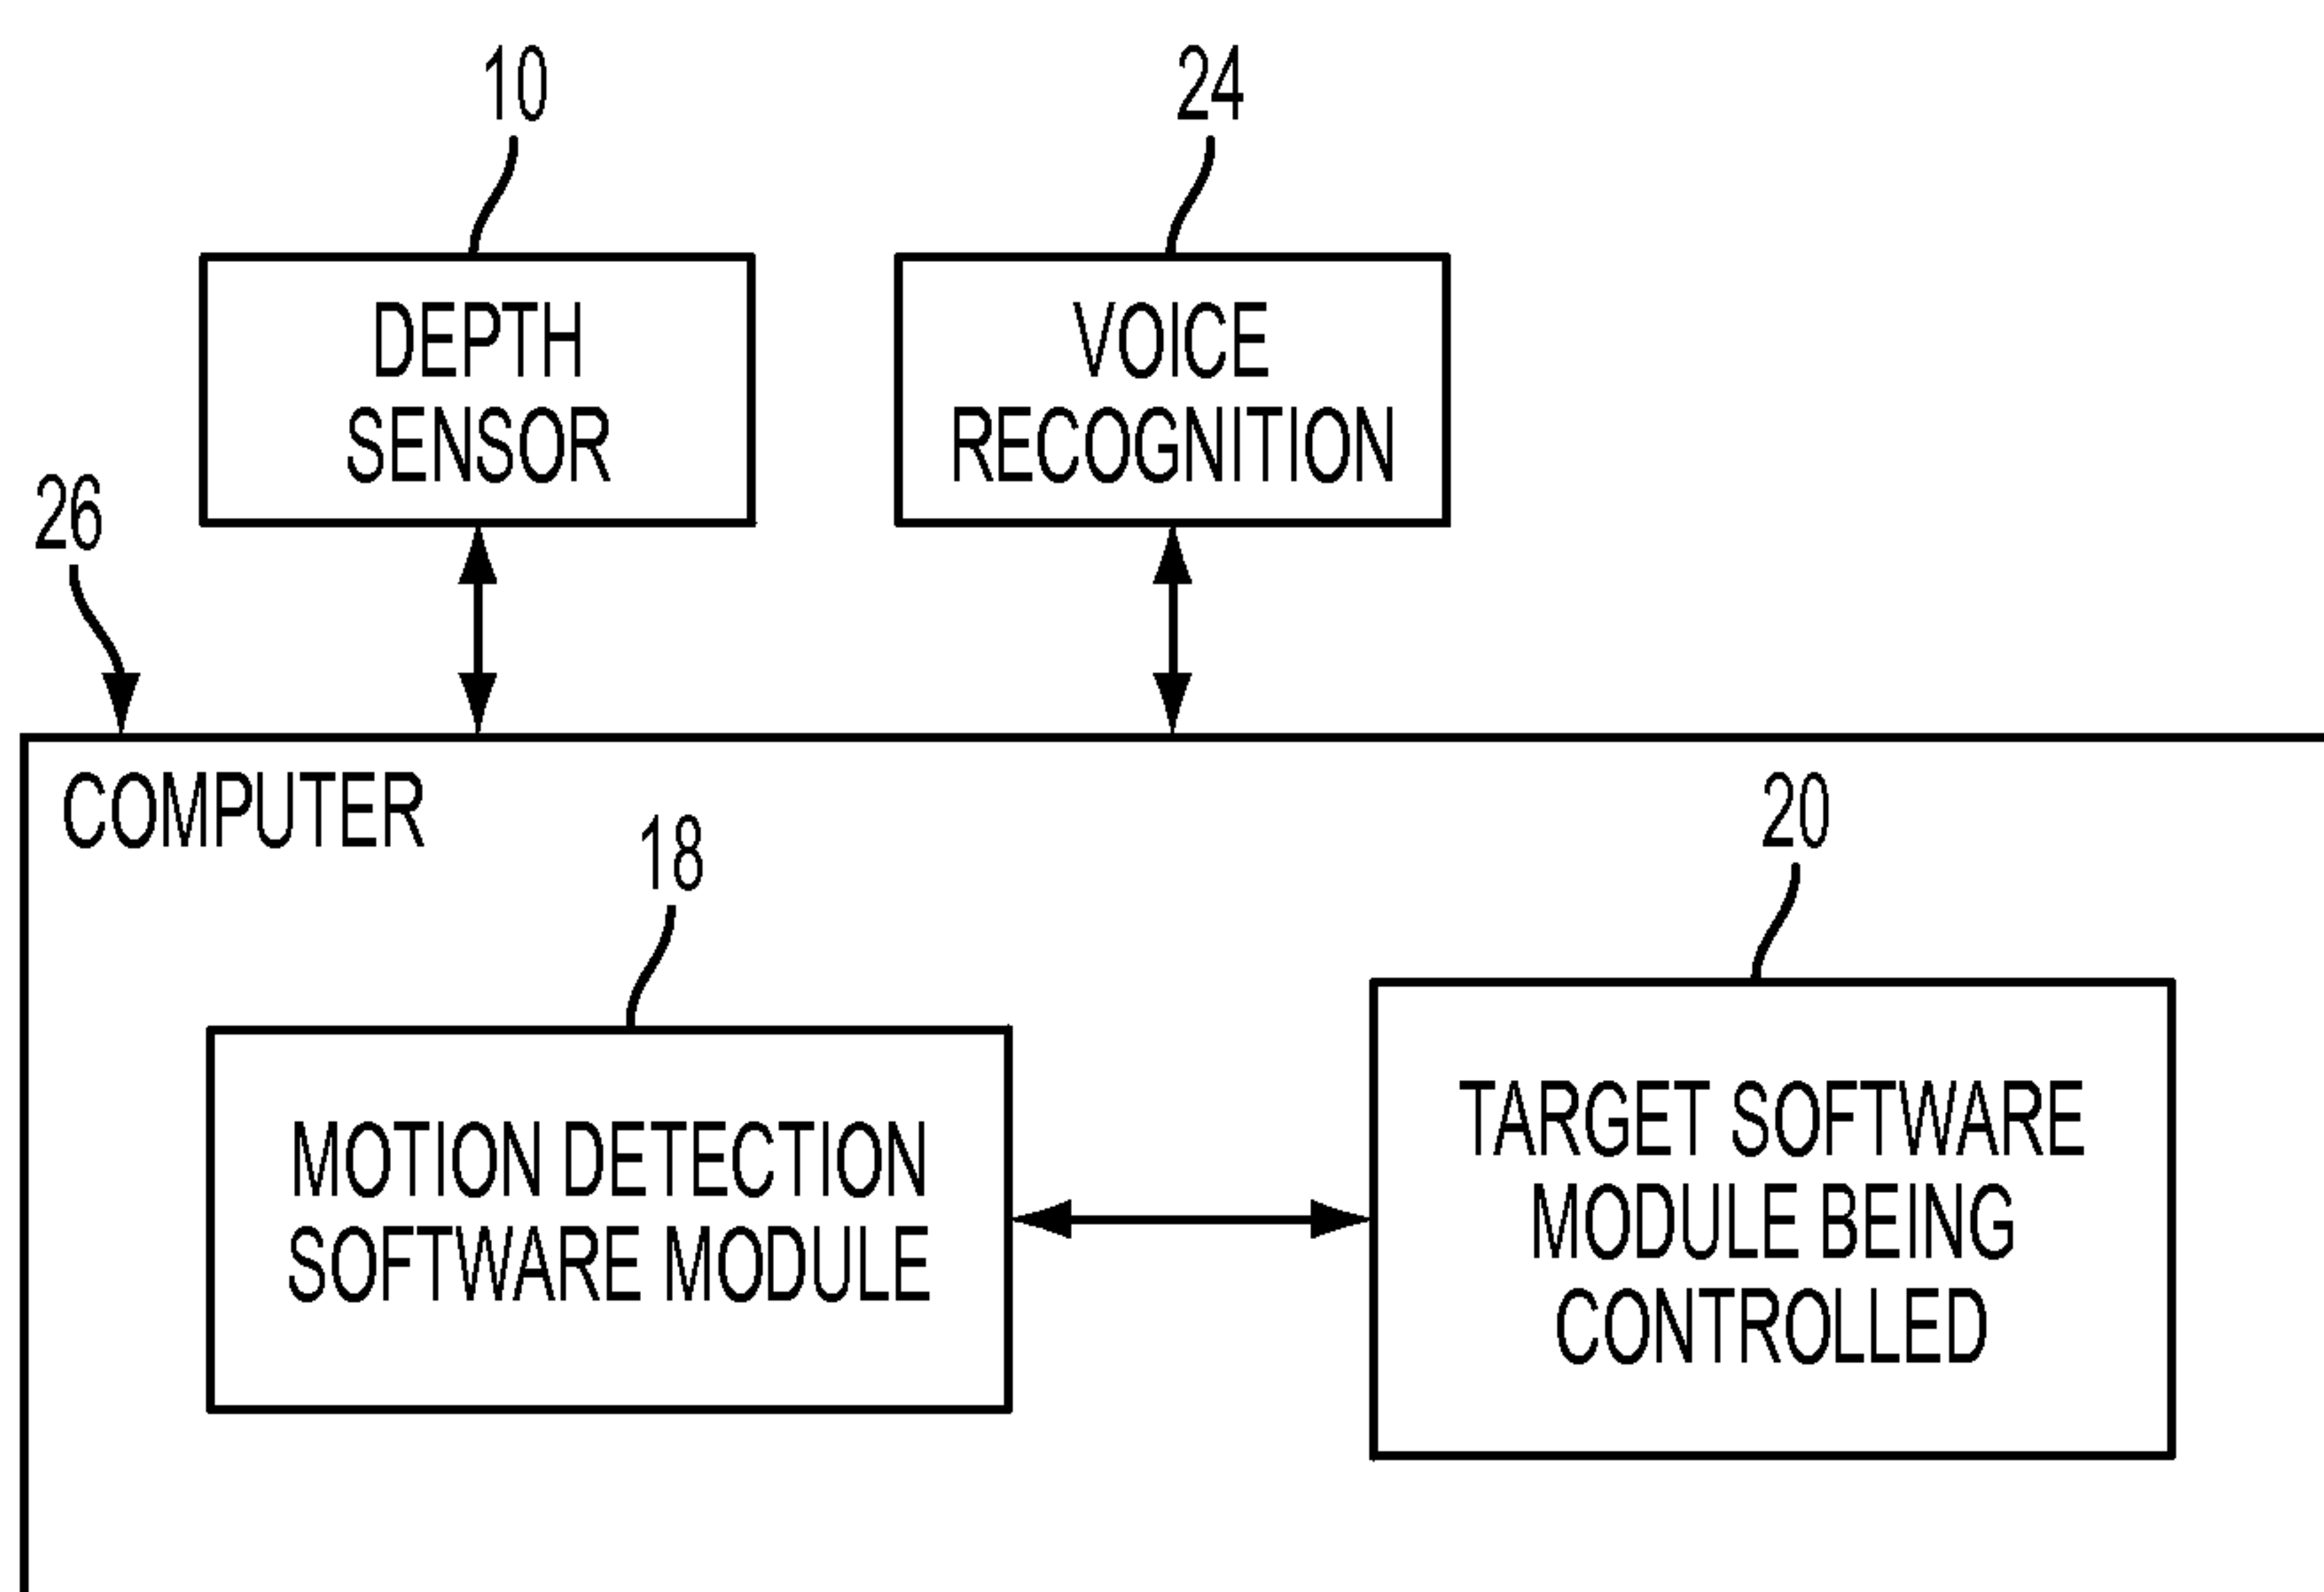 10
24
DEPTH
SENSOR
VOICE
RECOGNITION
26
COMPUTER
18
20
MOTION DETECTION
SOFTWARE MODULE
TARGET SOFTWARE
MODULE BEING
CONTROLLED